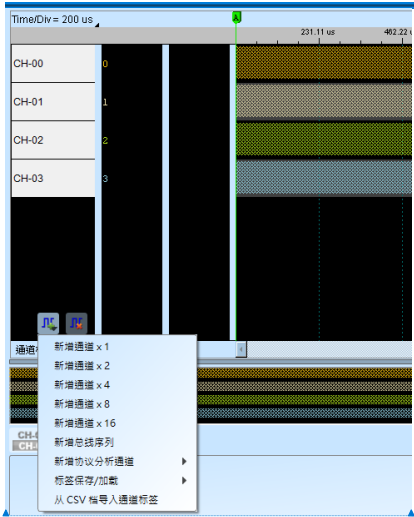 Time/Div = 200 us
A
231.11 us
462.22
CH-00
0
CH-01
1
CH-02
2
CH-03
3
通道
新增通道 x 1
新增通道 x 2
新增通道 x 4
新增通道 x 8
新增通道 x 16
新增总线序列
新增协议分析通道
标签保存/加载
从 CSV 档导入通道标签